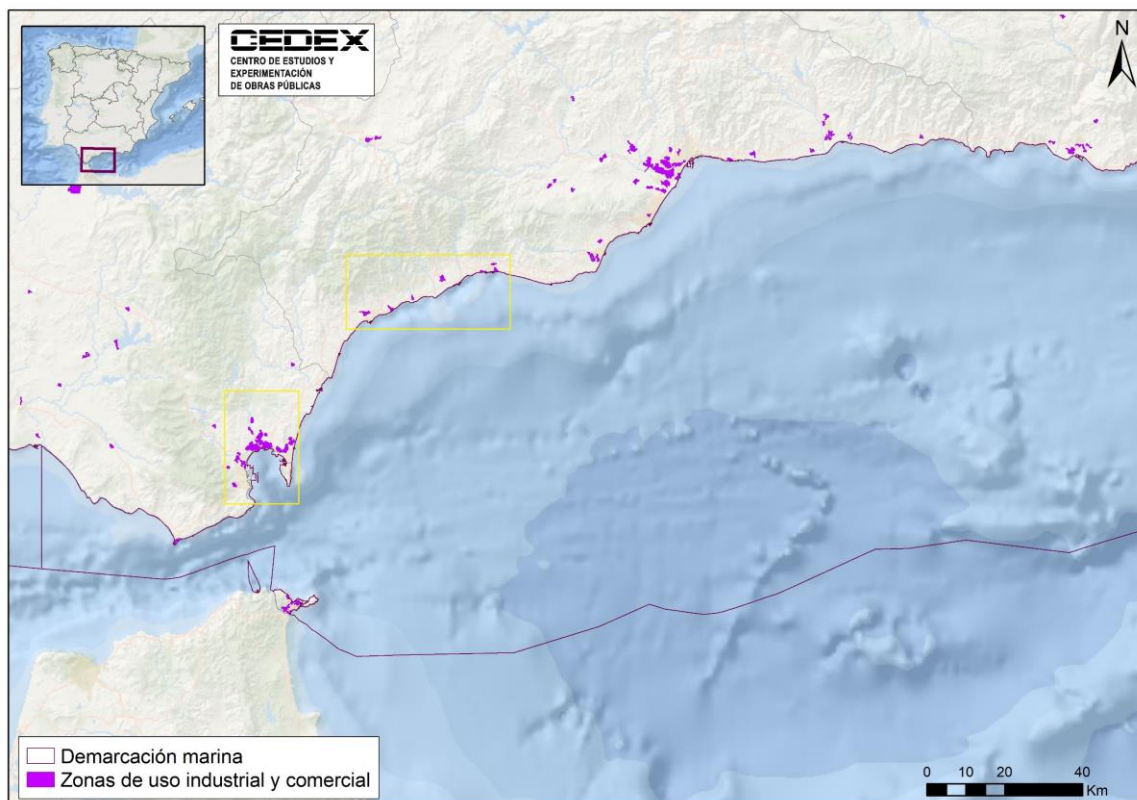 CEDEX
CENTRO DE ESTUDIOS Y
EXPERIMENTACIÓN
DE OBRAS PÚBLICAS
N
Demarcación marina
Zonas de uso industrial y comercial
0 10 20 40
Km